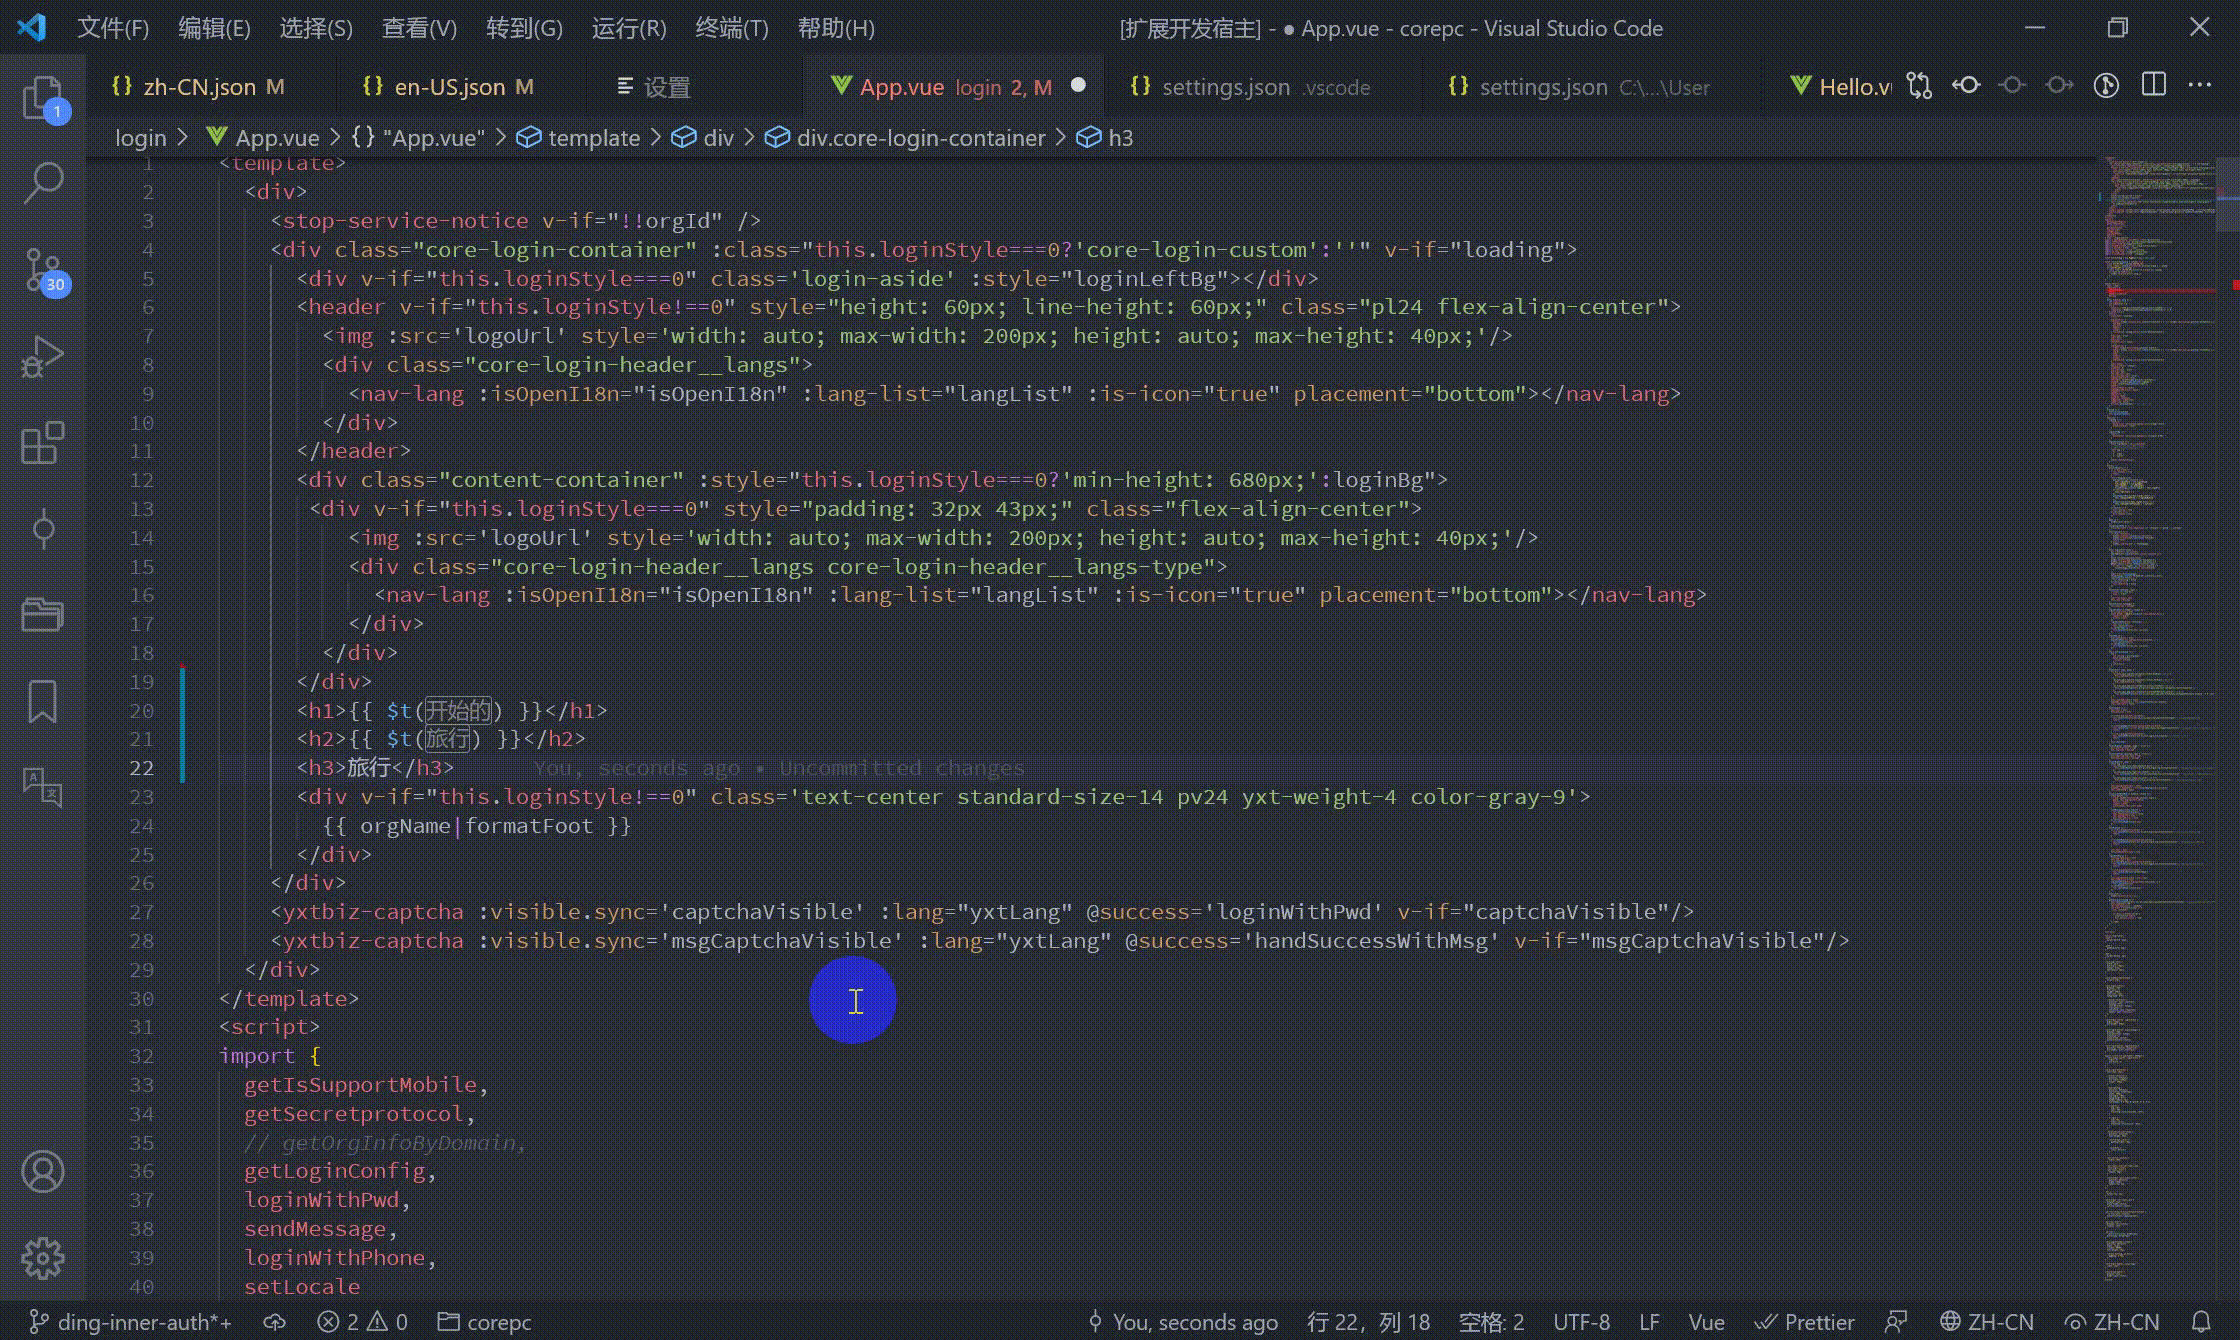 文件(F) 编辑(E) 选择(S) 查看(V) 转到(G) 运行(R) 终端(T) 帮助(H) [扩展开发宿主] - ● App.vue - corepc - Visual Studio Code
{} zh-CN.json M {} en-US.json M 设置 App.vue login 2, M ● {} settings.json .vscode {} settings.json C:\...\User Hello.v
login > App.vue > {} "App.vue" > template > div > div.core-login-container > h3
1 <template>
2 <div>
3 <stop-service-notice v-if="!!orgId" />
4 <div class="core-login-container" :class="this.loginStyle===0?'core-login-custom':''" v-if="loading">
5 <div v-if="this.loginStyle===0" class='login-aside' :style="loginLeftBg"></div>
6 <header v-if="this.loginStyle!==0" style="height: 60px; line-height: 60px;" class="pl24 flex-align-center">
7 <img :src='logoUrl' style='width: auto; max-width: 200px; height: auto; max-height: 40px;'/>
8 <div class="core-login-header__langs">
9 <nav-lang :isOpenI18n="isOpenI18n" :lang-list="langList" :is-icon="true" placement="bottom"></nav-lang>
10 </div>
11 </header>
12 <div class="content-container" :style="this.loginStyle===0?'min-height: 680px;':loginBg">
13 <div v-if="this.loginStyle===0" style="padding: 32px 43px;" class="flex-align-center">
14 <img :src='logoUrl' style='width: auto; max-width: 200px; height: auto; max-height: 40px;'/>
15 <div class="core-login-header__langs core-login-header__langs-type">
16 <nav-lang :isOpenI18n="isOpenI18n" :lang-list="langList" :is-icon="true" placement="bottom"></nav-lang>
17 </div>
18 </div>
19 </div>
20 <h1>{{ $t(开始的) }}</h1>
21 <h2>{{ $t(旅行) }}</h2>
22 <h3>旅行</h3> You, seconds ago • Uncommitted changes
23 <div v-if="this.loginStyle!==0" class='text-center standard-size-14 pv24 yxt-weight-4 color-gray-9'>
24 {{ orgName|formatFoot }}
25 </div>
26 </div>
27 <yxtbiz-captcha :visible.sync='captchaVisible' :lang="yxtLang" @success='loginWithPwd' v-if="captchaVisible"/>
28 <yxtbiz-captcha :visible.sync='msgCaptchaVisible' :lang="yxtLang" @success='handSuccessWithMsg' v-if="msgCaptchaVisible"/>
29 </div>
30 </template>
31 <script>
32 import {
33 getIsSupportMobile,
34 getSecretprotocol,
35 // getOrgInfoByDomain,
36 getLoginConfig,
37 loginWithPwd,
38 sendMessage,
39 loginWithPhone,
40 setLocale
1
30
ding-inner-auth*+ 2 0 corepc You, seconds ago 行 22，列 18 空格: 2 UTF-8 LF Vue Prettier ZH-CN ZH-CN